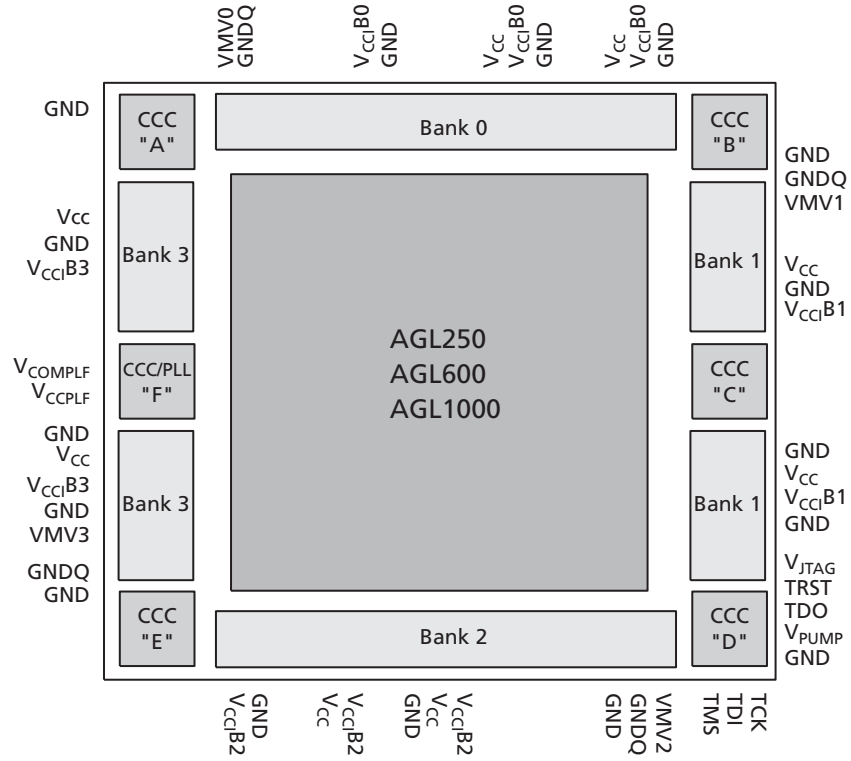 VMV0
GNDQ
VCCIB0
GND
VCC
VCCIB0
GND
VCC
VCCIB0
GND
GND
CCC
"A"
Bank 0
CCC
"B"
GND
GNDQ
VMV1
Vcc
GND
VCCIB3
Bank 3
Bank 1
VCC
GND
VCCIB1
AGL250
AGL600
AGL1000
VCOMPLF
VCCPLF
CCC/PLL
"F"
CCC
"C"
GND
VCC
VCCIB3
GND
VMV3
GNDQ
GND
Bank 3
Bank 1
GND
VCC
VCCIB1
GND
VJTAG
TRST
TDO
VPUMP
GND
CCC
"E"
Bank 2
CCC
"D"
VCCIB2
GND
VCC
VCCIB2
GND
VCC
VCCIB2
GND
GNDQ
VMV2
TMS
TDI
TCK